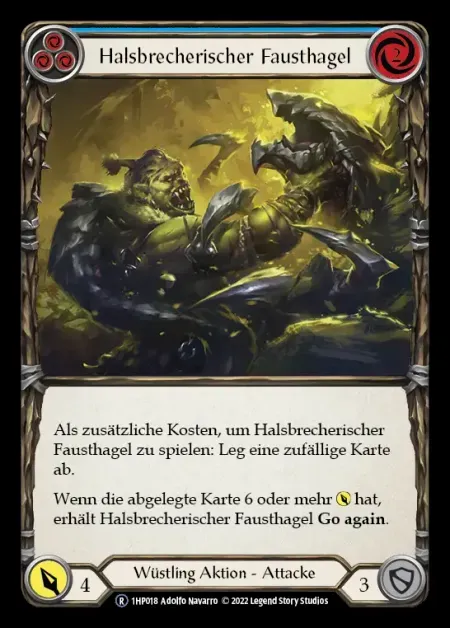 Halsbrecherischer Fausthagel
2
Als zusätzliche Kosten, um Halsbrecherischer
Fausthagel zu spielen: Leg eine zufällige Karte
ab.
Wenn die abgelegte Karte 6 oder mehr hat,
erhält Halsbrecherischer Fausthagel Go again.
4
Wüstling Aktion - Attacke
3
R 1HP018 Adolfo Navarro © 2022 Legend Story Studios